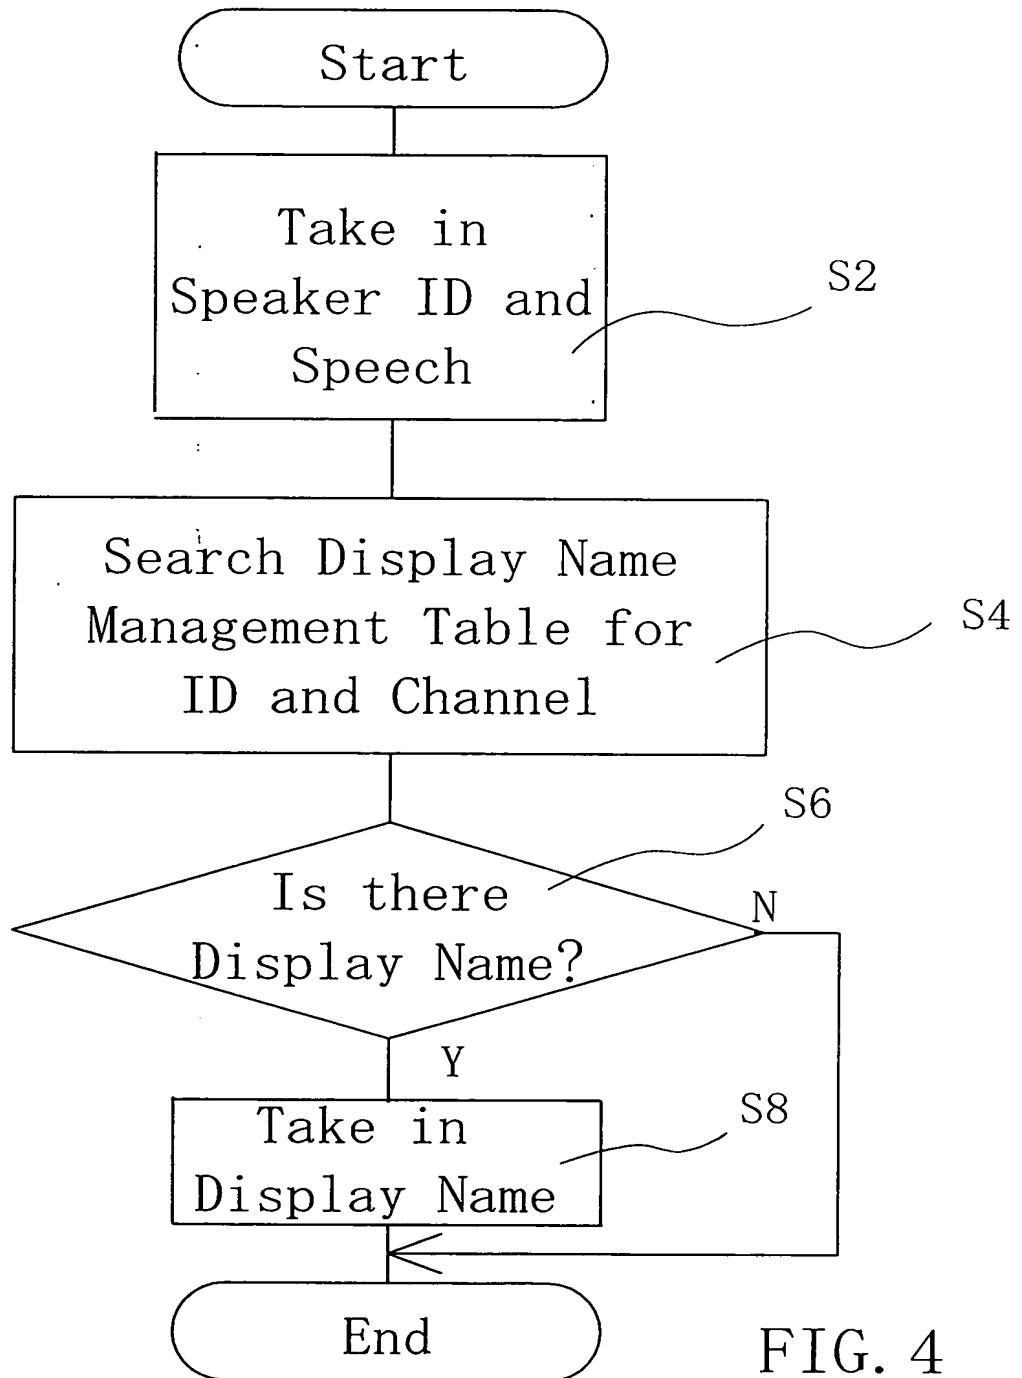 Start
Take in
Speaker ID and
Speech
S2
Search Display Name
Management Table for
ID and Channel
S4
S6
Is there
Display Name?
N
Y
Take in
Display Name
S8
End
FIG. 4